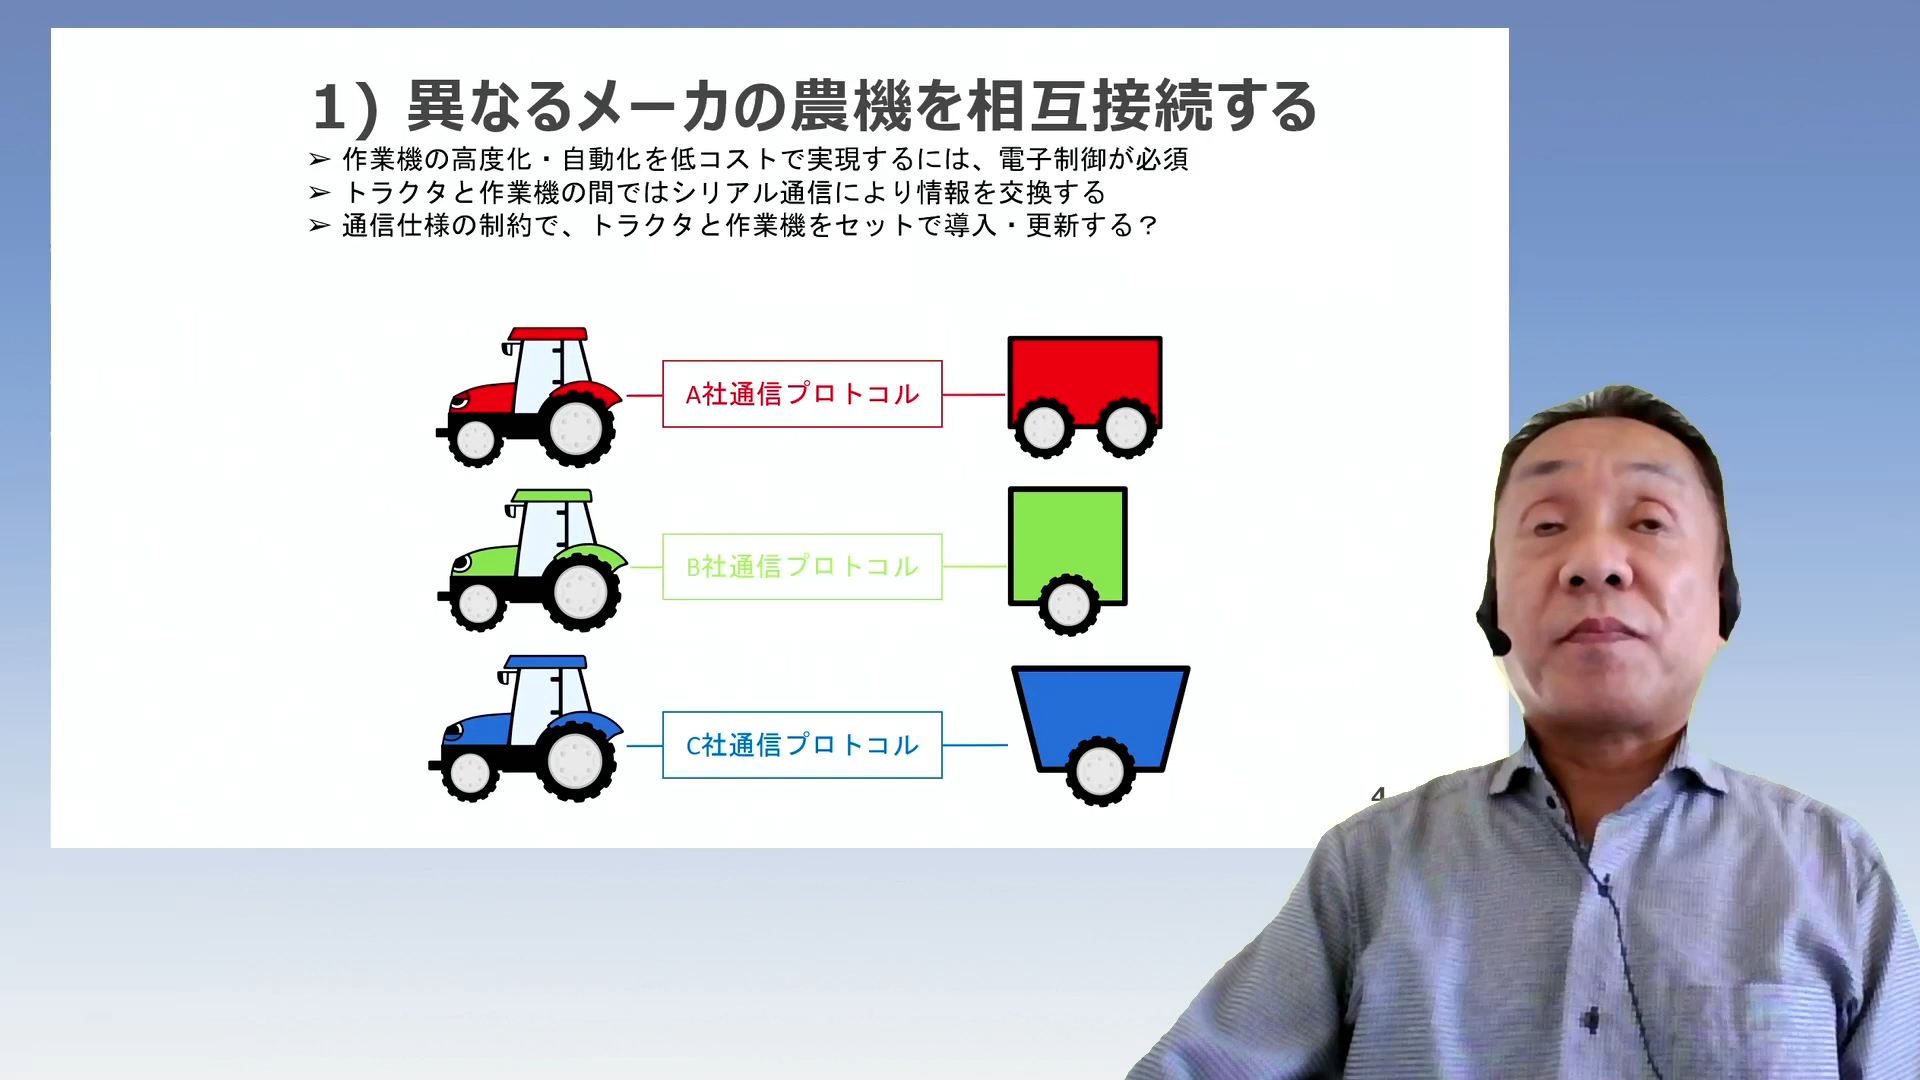 1）異なるメーカの農機を相互接続する
➢ 作業機の高度化・自動化を低コストで実現するには、電子制御が必須
➢ トラクタと作業機の間ではシリアル通信により情報を交換する
➢ 通信仕様の制約で、トラクタと作業機をセットで導入・更新する？
A社通信プロトコル
B社通信プロトコル
C社通信プロトコル
4